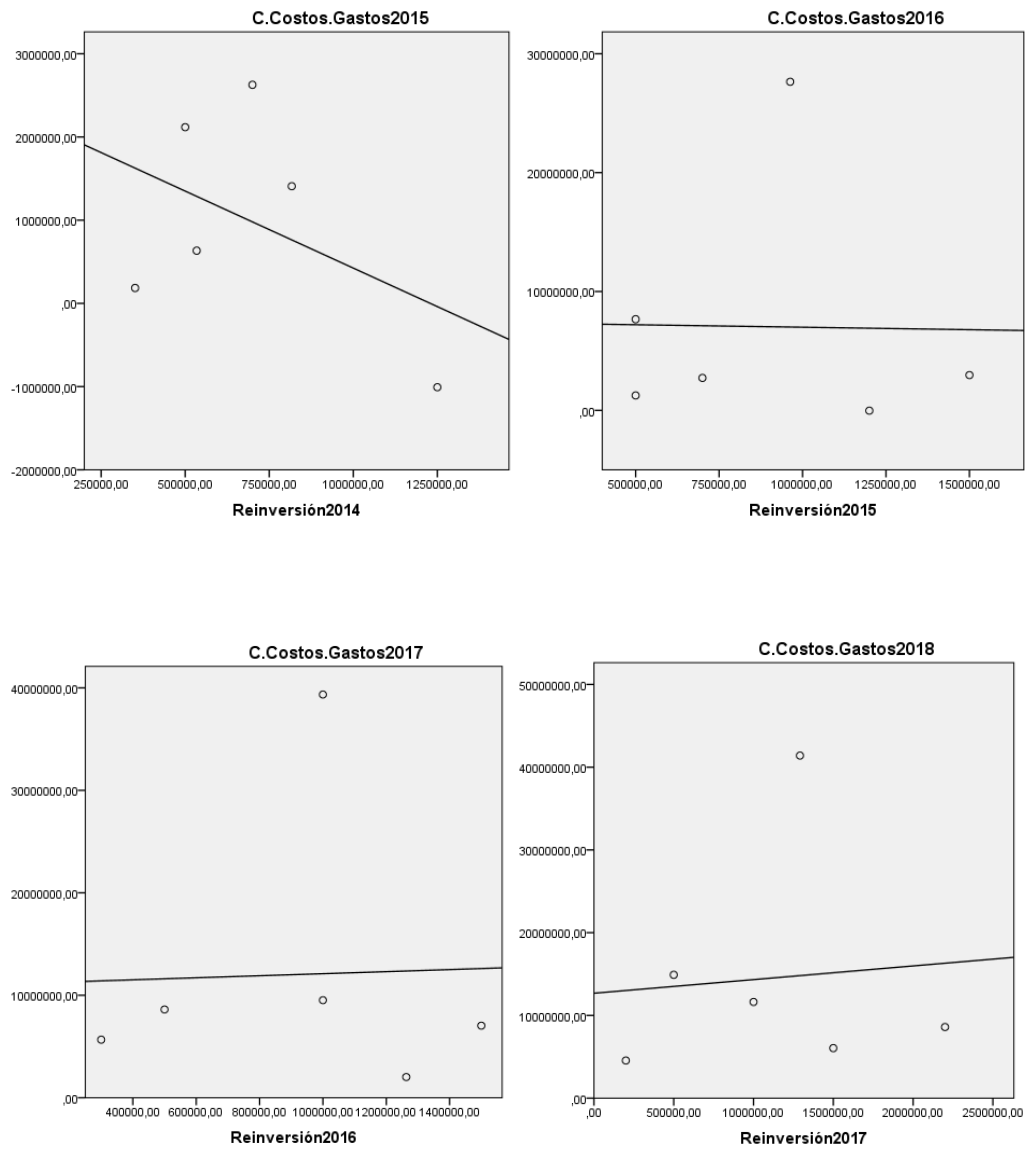 C.Costos.Gastos2015
3000000,00
2000000,00
1000000,00
,00
-1000000,00
-2000000,00
250000,00 500000,00 750000,00 1000000,00 1250000,00
Reinversión2014
C.Costos.Gastos2016
30000000,00
20000000,00
10000000,00
,00
500000,00 750000,00 1000000,00 1250000,00 1500000,00
Reinversión2015
C.Costos.Gastos2017
40000000,00
30000000,00
20000000,00
10000000,00
,00
400000,00 600000,00 800000,00 1000000,00 1200000,00 1400000,00
Reinversión2016
C.Costos.Gastos2018
50000000,00
40000000,00
30000000,00
20000000,00
10000000,00
,00
,00 500000,00 1000000,00 1500000,00 2000000,00 2500000,00
Reinversión2017